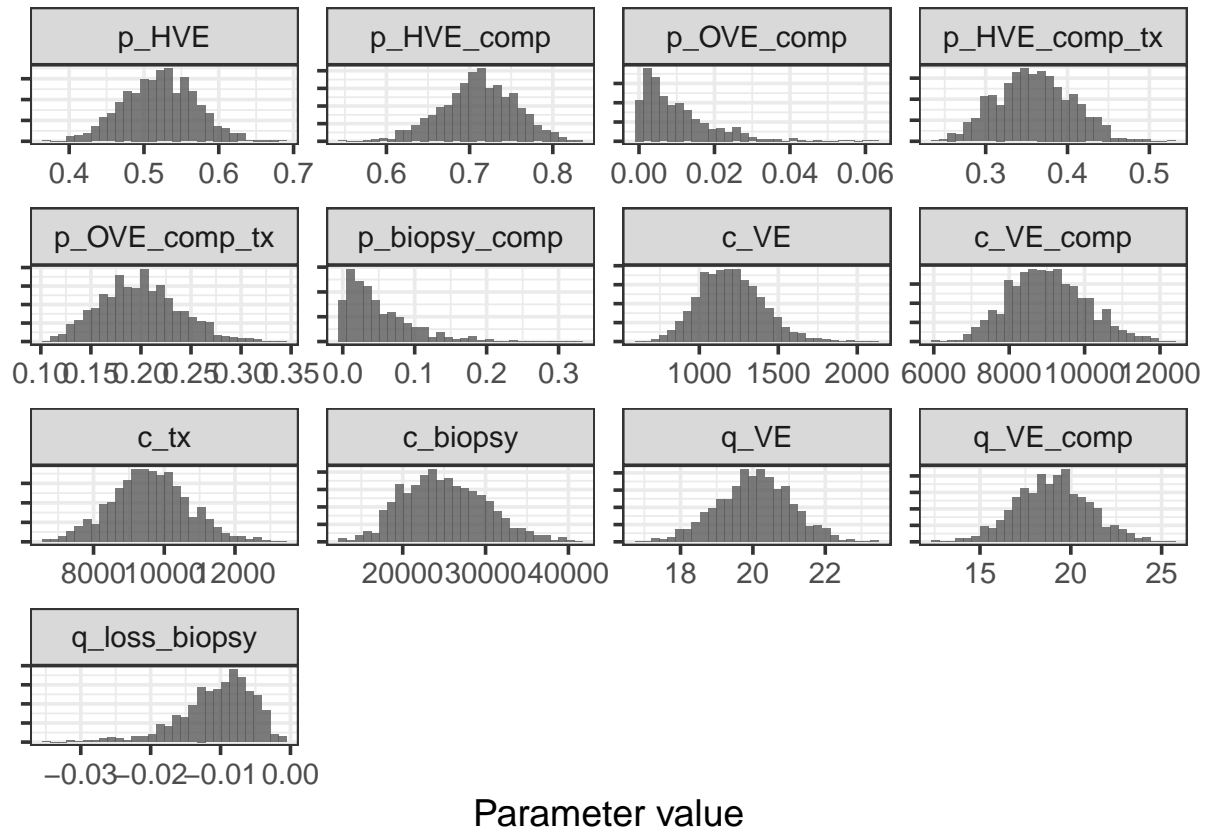 p_HVE p_HVE_comp p_OVE_comp p_HVE_comp_tx
0.4 0.5 0.6 0.7 0.6 0.7 0.8 0.00 0.02 0.04 0.06 0.3 0.4 0.5
p_OVE_comp_tx p_biopsy_comp c_VE c_VE_comp
0.10 0.15 0.20 0.25 0.30 0.35 0.0 0.1 0.2 0.3 1000 1500 2000 6000 8000 10000 12000
c_tx c_biopsy q_VE q_VE_comp
8000 10000 12000 20000 30000 40000 18 20 22 15 20 25
q_loss_biopsy
−0.03 −0.02 −0.01 0.00
Parameter value